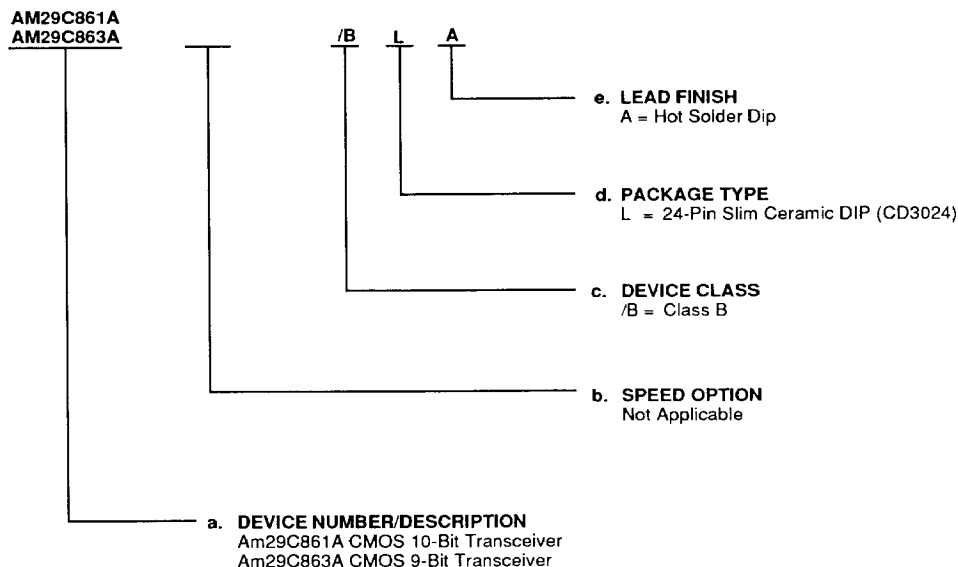 AM29C861A
AM29C863A /B L A
e. LEAD FINISH
A = Hot Solder Dip
d. PACKAGE TYPE
L = 24-Pin Slim Ceramic DIP (CD3024)
c. DEVICE CLASS
/B = Class B
b. SPEED OPTION
Not Applicable
a. DEVICE NUMBER/DESCRIPTION
Am29C861A CMOS 10-Bit Transceiver
Am29C863A CMOS 9-Bit Transceiver